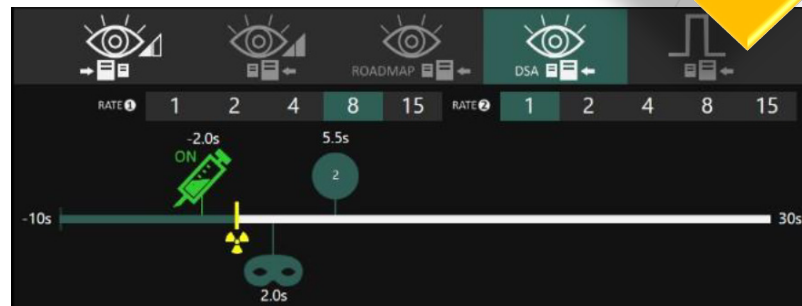 ROADMAP DSA
RATE❶ 1 2 4 8 15 RATE❷ 1 2 4 8 15
-2.0s 5.5s
ON
2
-10s 30s
2.0s